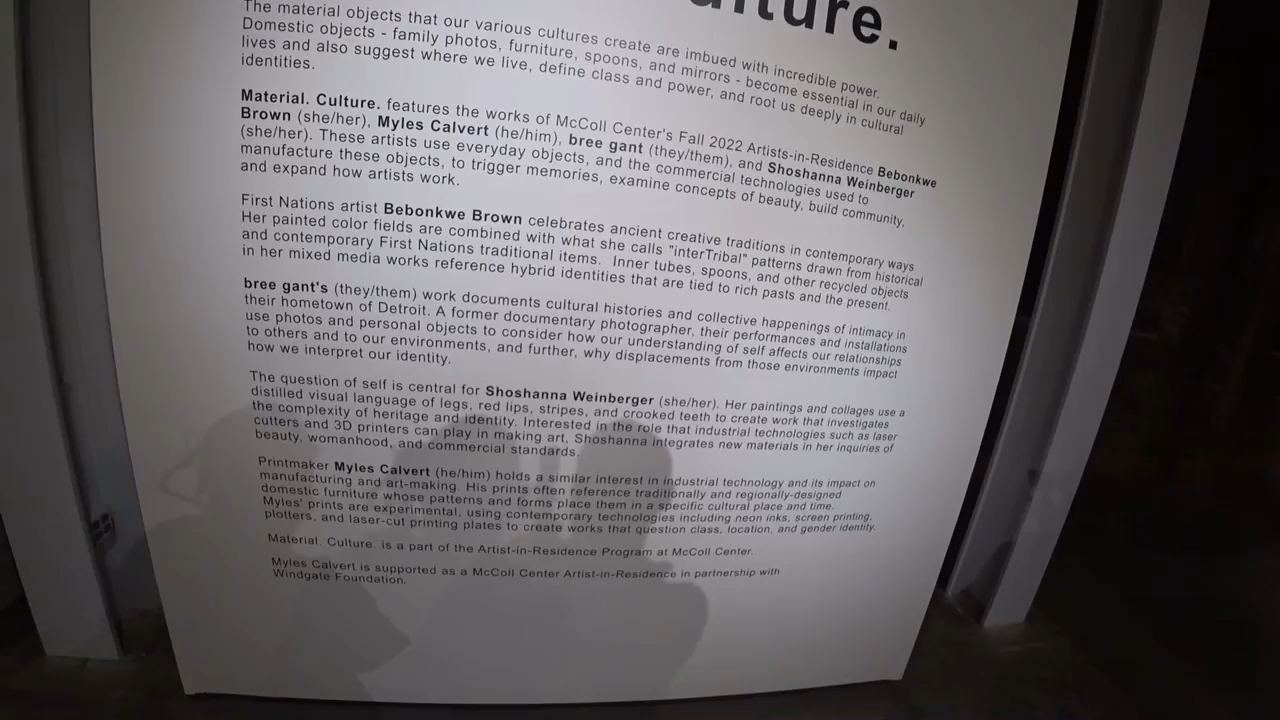 ulture.
The material objects that our various cultures create are imbued with incredible power.
Domestic objects - family photos, furniture, spoons, and mirrors - become essential in our daily
lives and also suggest where we live, define class and power, and root us deeply in cultural
identities.
Material. Culture. features the works of McColl Center's Fall 2022 Artists-in-Residence Bebonkwe
Brown (she/her), Myles Calvert (he/him), bree gant (they/them), and Shoshanna Weinberger
(she/her). These artists use everyday objects, and the commercial technologies used to
manufacture these objects, to trigger memories, examine concepts of beauty, build community,
and expand how artists work.
First Nations artist Bebonkwe Brown celebrates ancient creative traditions in contemporary ways
Her painted color fields are combined with what she calls "interTribal" patterns drawn from historical
and contemporary First Nations traditional items. Inner tubes, spoons, and other recycled objects
in her mixed media works reference hybrid identities that are tied to rich pasts and the present.
bree gant's (they/them) work documents cultural histories and collective happenings of intimacy in
their hometown of Detroit. A former documentary photographer, their performances and installations
use photos and personal objects to consider how our understanding of self affects our relationships
to others and to our environments, and further, why displacements from those environments impact
how we interpret our identity.
The question of self is central for Shoshanna Weinberger (she/her). Her paintings and collages use a
distilled visual language of legs, red lips, stripes, and crooked teeth to create work that investigates
the complexity of heritage and identity. Interested in the role that industrial technologies such as laser
cutters and 3D printers can play in making art, Shoshanna integrates new materials in her inquiries of
beauty, womanhood, and commercial standards.
Printmaker Myles Calvert (he/him) holds a similar interest in industrial technology and its impact on
manufacturing and art-making. His prints often reference traditionally and regionally-designed
domestic furniture whose patterns and forms place them in a specific cultural place and time.
Myles' prints are experimental, using contemporary technologies including neon inks, screen printing,
plotters, and laser-cut printing plates to create works that question class, location, and gender identity.
Material. Culture. is a part of the Artist-in-Residence Program at McColl Center.
Myles Calvert is supported as a McColl Center Artist-in-Residence in partnership with
Windgate Foundation.